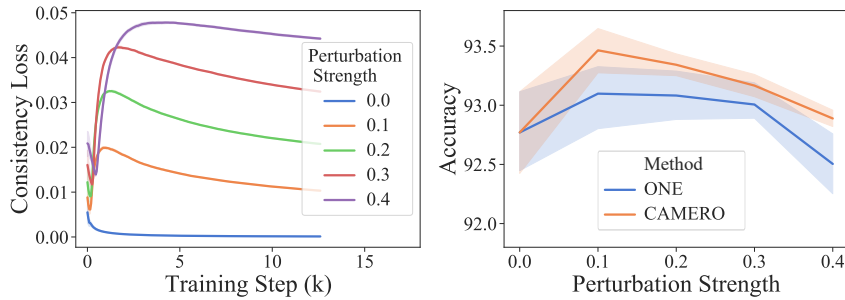 0.05
0.04
0.03
0.02
0.01
0.00
Consistency Loss
0
5
10
15
Training Step (k)
Perturbation
Strength
0.0
0.1
0.2
0.3
0.4
93.5
93.0
92.5
92.0
Accuracy
Method
ONE
CAMERO
0.0
0.1
0.2
0.3
0.4
Perturbation Strength